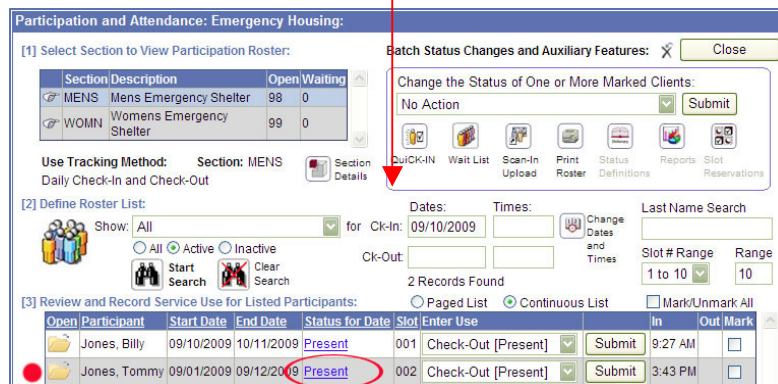 Participation and Attendance: Emergency Housing:
[1] Select Section to View Participation Roster:
Batch Status Changes and Auxiliary Features:
Close
Section Description Open Waiting
MENS Mens Emergency Shelter 98 0
WOMN Womens Emergency Shelter 99 0
Change the Status of One or More Marked Clients:
No Action
Submit
QuiCK-IN
Wait List
Scan-In Upload
Print Roster
Status Definitions
Reports
Slot Reservations
Use Tracking Method: Section: MENS
Daily Check-In and Check-Out
Section Details
[2] Define Roster List:
Show: All
for Ck-In: 09/10/2009
Dates: Times:
Change Dates and Times
Last Name Search
All Active Inactive
Ck-Out:
Slot # Range Range
1 to 10 10
Start Search
Clear Search
2 Records Found
[3] Review and Record Service Use for Listed Participants:
Paged List Continuous List
Mark/Unmark All
Open Participant Start Date End Date Status for Date Slot Enter Use In Out Mark
Jones, Billy 09/10/2009 10/11/2009 Present 001 Check-Out [Present] Submit 9:27 AM
Jones, Tommy 09/01/2009 09/12/2009 Present 002 Check-Out [Present] Submit 3:43 PM